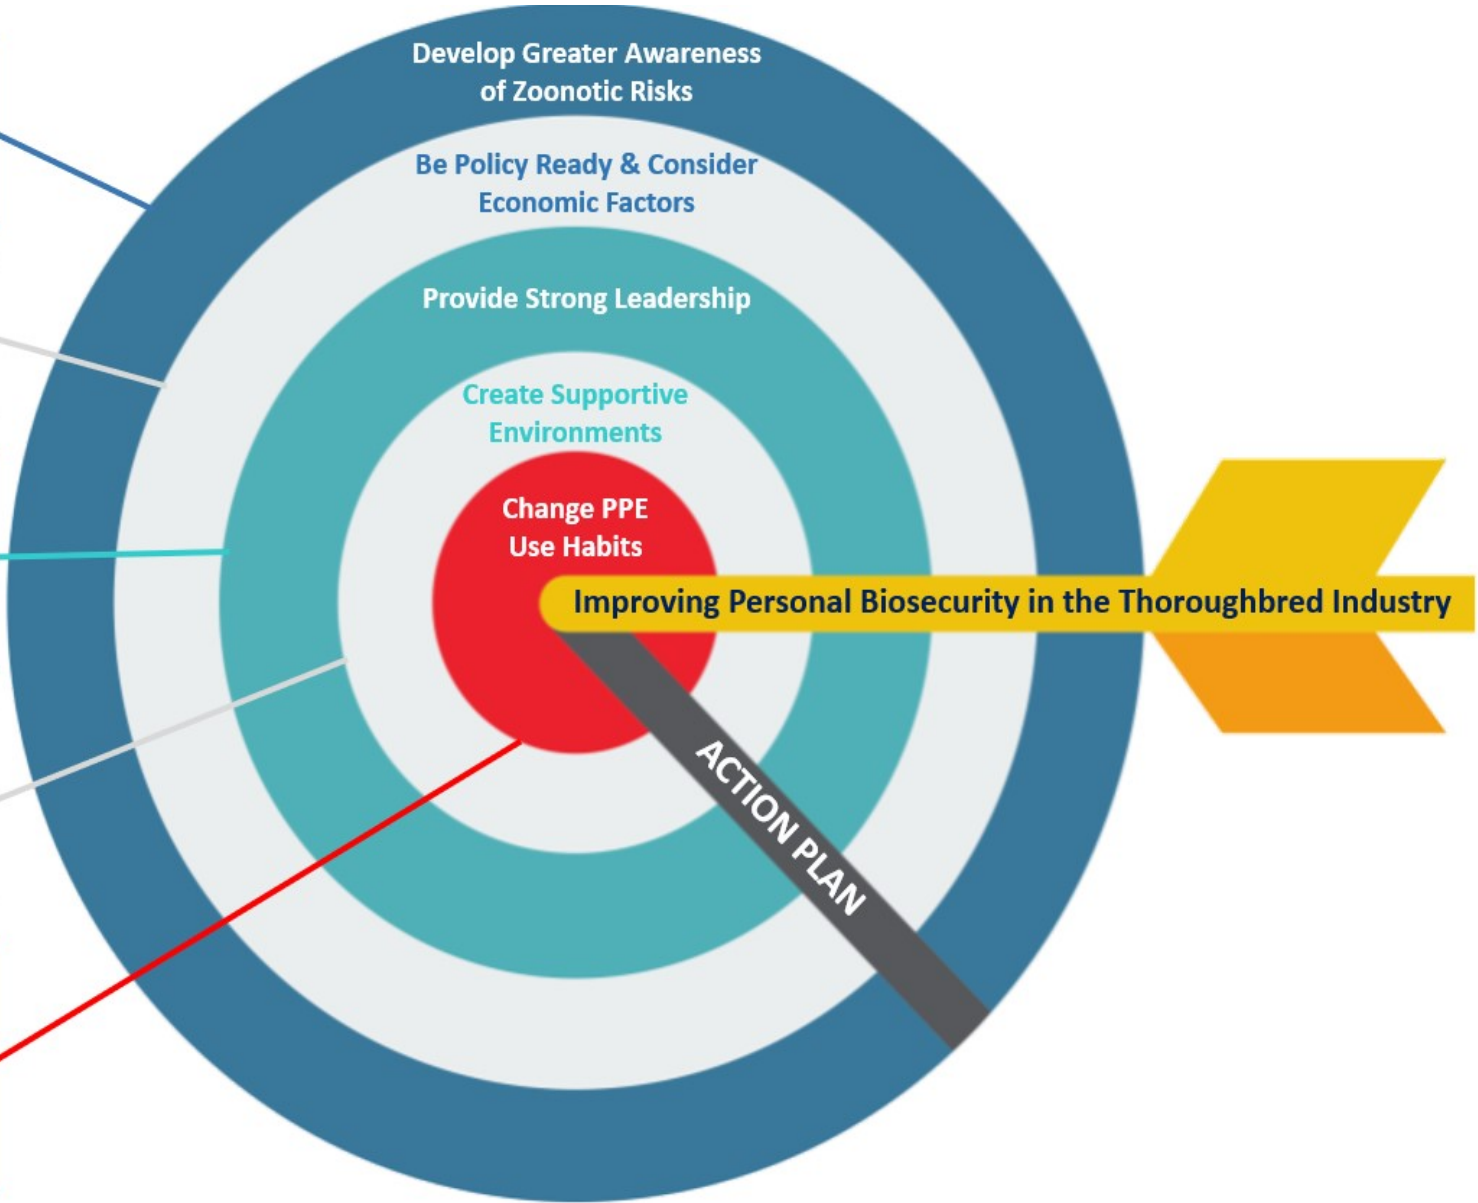 Develop Greater Awareness
of Zoonotic Risks
Be Policy Ready & Consider
Economic Factors
Provide Strong Leadership
Create Supportive
Environments
Change PPE
Use Habits
Improving Personal Biosecurity in the Thoroughbred Industry
ACTION PLAN